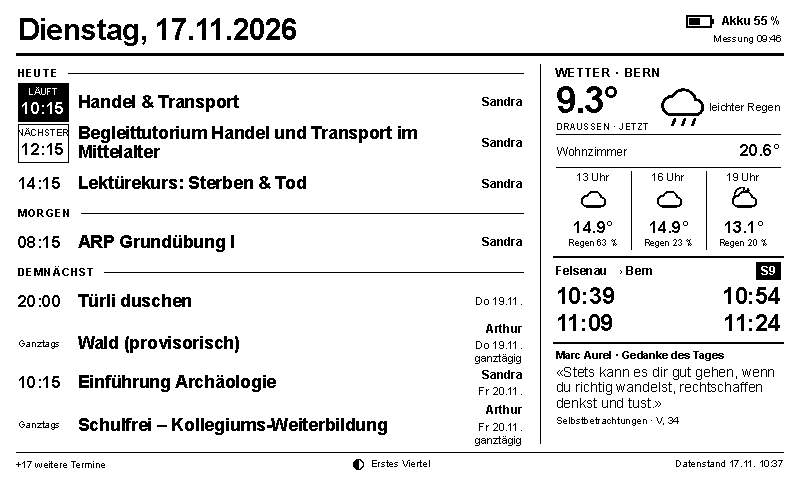 Dienstag, 17.11.2026
Akku 55 %
Messung 09:46
HEUTE
LÄUFT
10:15 Handel & Transport Sandra
NÄCHSTER
12:15 Begleittutorium Handel und Transport im
Mittelalter Sandra
14:15 Lektürekurs: Sterben & Tod Sandra
MORGEN
08:15 ARP Grundübung I Sandra
DEMNÄCHST
20:00 Türli duschen Do 19.11.
Ganztags Wald (provisorisch) Arthur
Do 19.11.
ganztägig
10:15 Einführung Archäologie Sandra
Fr 20.11.
Ganztags Schulfrei – Kollegiums-Weiterbildung Arthur
Fr 20.11.
ganztägig
WETTER · BERN
9.3° leichter Regen
DRAUSSEN · JETZT
Wohnzimmer 20.6°
13 Uhr 16 Uhr 19 Uhr
14.9° 14.9° 13.1°
Regen 63 % Regen 23 % Regen 20 %
Felsenau › Bern S9
10:39 10:54
11:09 11:24
Marc Aurel · Gedanke des Tages
«Stets kann es dir gut gehen, wenn
du richtig wandelst, rechtschaffen
denkst und tust.»
Selbstbetrachtungen · V, 34
+17 weitere Termine
Erstes Viertel
Datenstand 17.11. 10:37